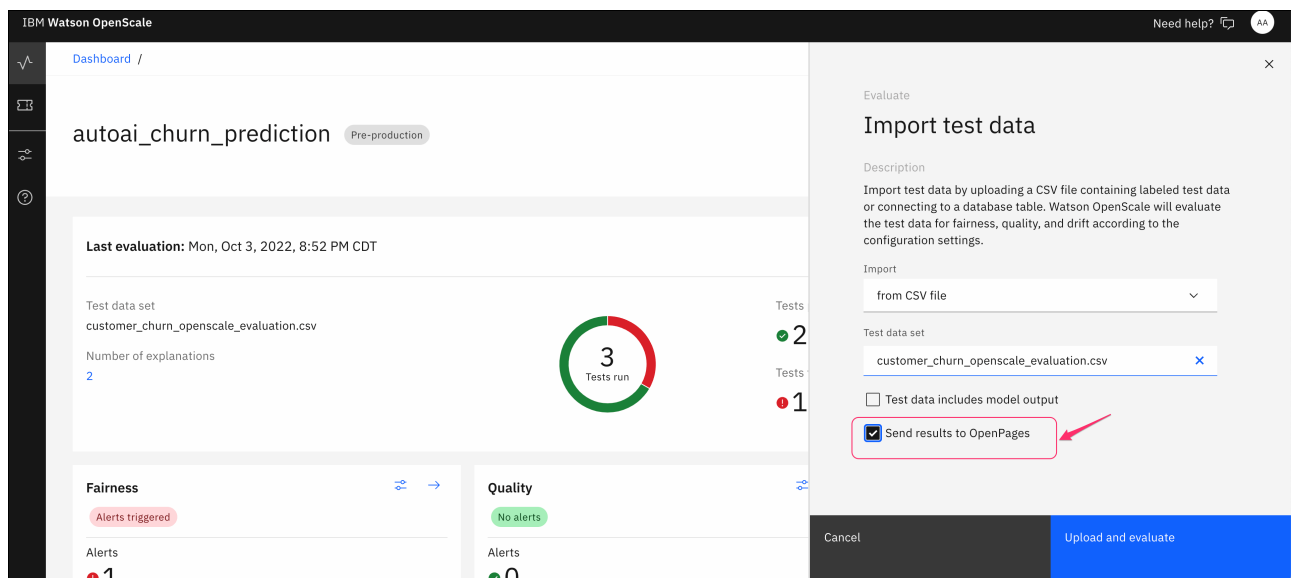 IBM Watson OpenScale
Need help?
AA
Dashboard /
autoai_churn_prediction
Pre-production
Last evaluation: Mon, Oct 3, 2022, 8:52 PM CDT
Test data set
customer_churn_openscale_evaluation.csv
Number of explanations
2
3
Tests run
Tests
2
Tests
1
Fairness
Alerts triggered
Alerts
1
Quality
No alerts
Alerts
0
Evaluate
Import test data
Description
Import test data by uploading a CSV file containing labeled test data
or connecting to a database table. Watson OpenScale will evaluate
the test data for fairness, quality, and drift according to the
configuration settings.
Import
from CSV file
Test data set
customer_churn_openscale_evaluation.csv
Test data includes model output
Send results to OpenPages
Cancel
Upload and evaluate